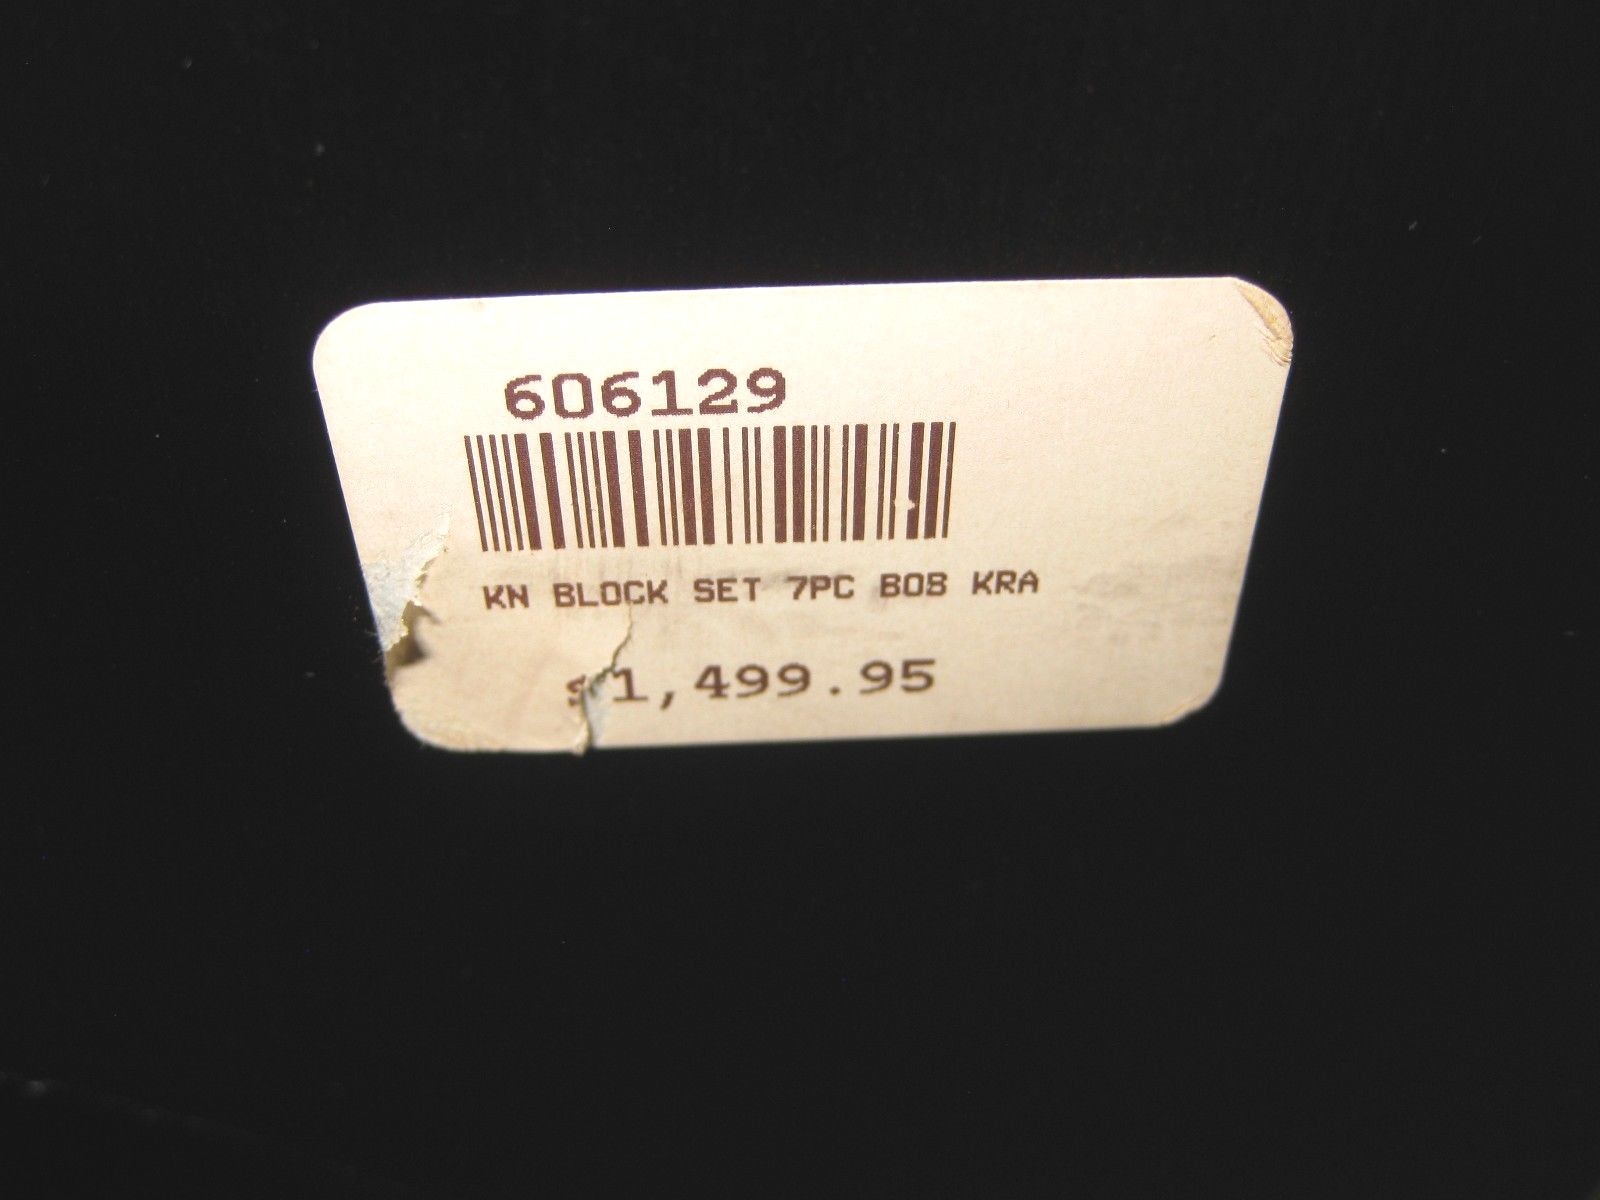 606129
KN BLOCK SET 7PC BOB KRA
$1,499.95